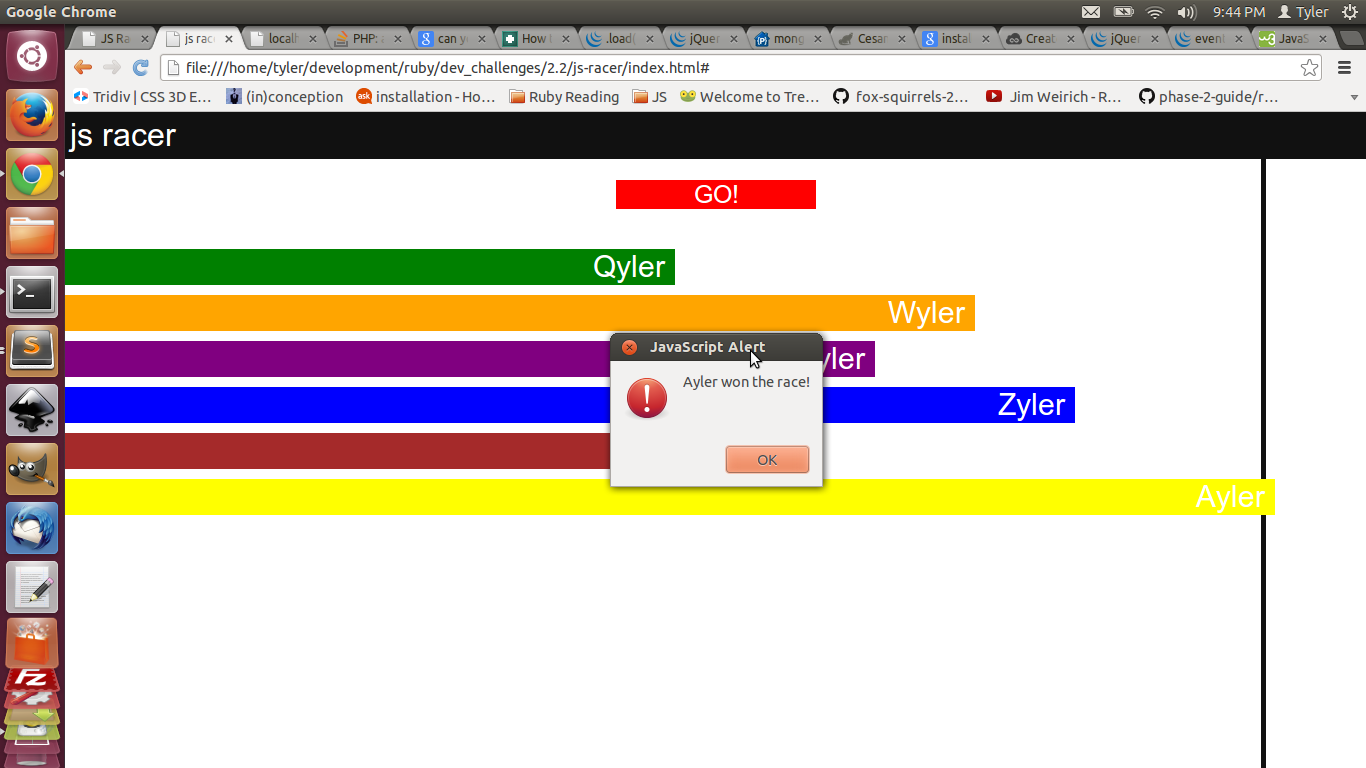 Google Chrome
9:44 PM Tyler
JS Ra
js rac
localh
PHP: a
can yo
How t
.load(
jQuer
mong
Cesar
instal
Creat
jQuer
event
JavaS
file:///home/tyler/development/ruby/dev_challenges/2.2/js-racer/index.html#
Tridiv | CSS 3D E...
(in)conception
installation - Ho...
Ruby Reading
JS
Welcome to Tre...
fox-squirrels-2...
Jim Weirich - R...
phase-2-guide/r...
js racer
GO!
Qyler
Wyler
yler
Zyler
Ayler
JavaScript Alert
Ayler won the race!
OK